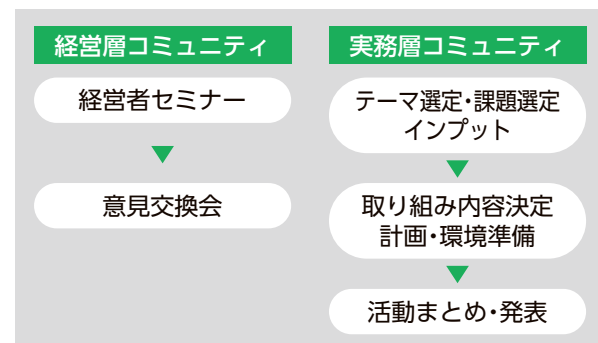 経営層コミュニティ
経営者セミナー
意見交換会
実務層コミュニティ
テーマ選定・課題選定
インプット
取り組み内容決定
計画・環境準備
活動まとめ・発表